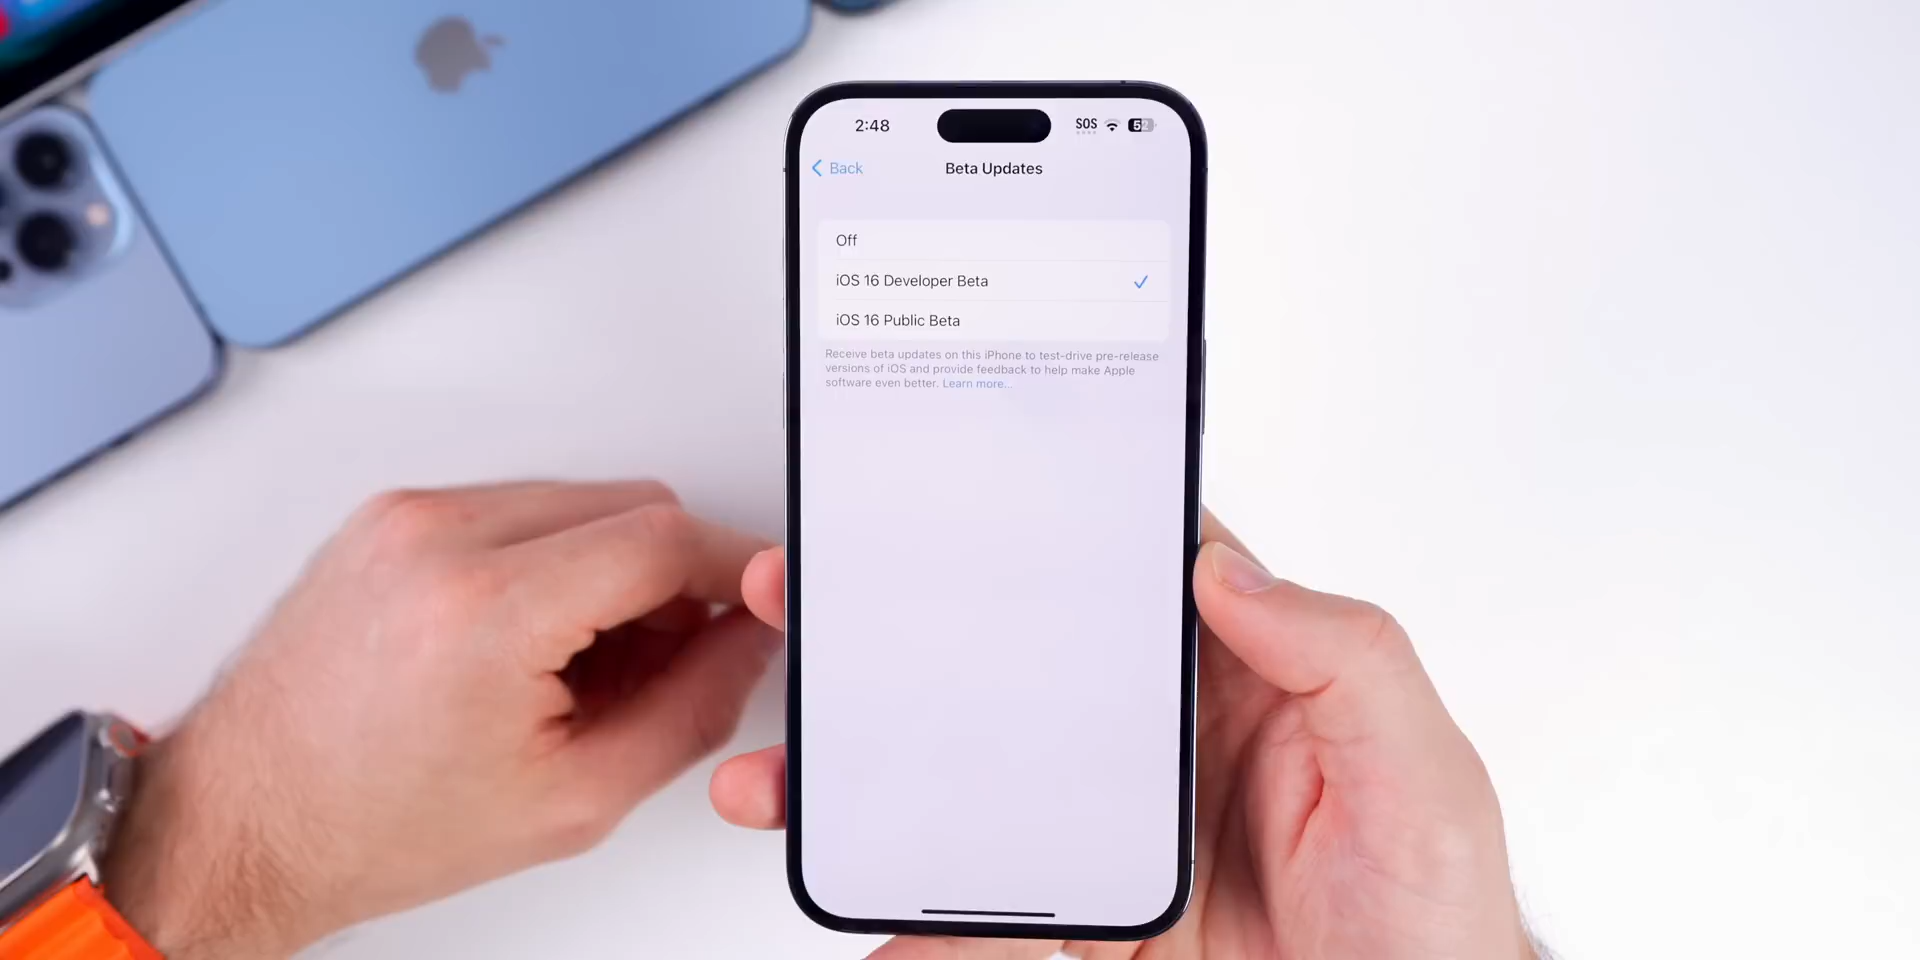 2:48
SOS
52
Back
Beta Updates
Off
iOS 16 Developer Beta
iOS 16 Public Beta
Receive beta updates on this iPhone to test-drive pre-release
versions of iOS and provide feedback to help make Apple
software even better. Learn more...